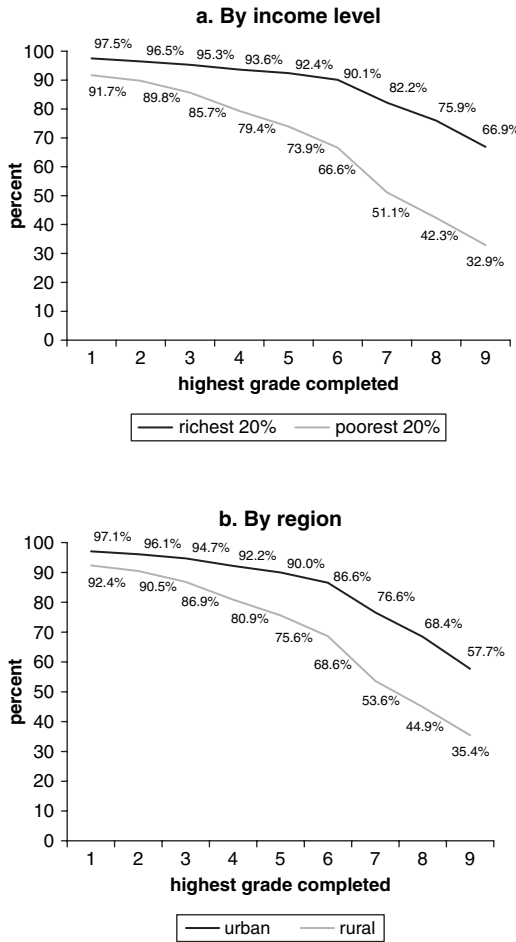 a. By income level
100
90
80
70
60
50
40
30
20
10
0
percent
97.5% 96.5% 95.3% 93.6% 92.4% 90.1% 82.2% 75.9% 66.9%
91.7% 89.8% 85.7% 79.4% 73.9% 66.6% 51.1% 42.3% 32.9%
1 2 3 4 5 6 7 8 9
highest grade completed
richest 20% poorest 20%
b. By region
100
90
80
70
60
50
40
30
20
10
0
percent
97.1% 96.1% 94.7% 92.2% 90.0% 86.6% 76.6% 68.4% 57.7%
92.4% 90.5% 86.9% 80.9% 75.6% 68.6% 53.6% 44.9% 35.4%
1 2 3 4 5 6 7 8 9
highest grade completed
urban rural